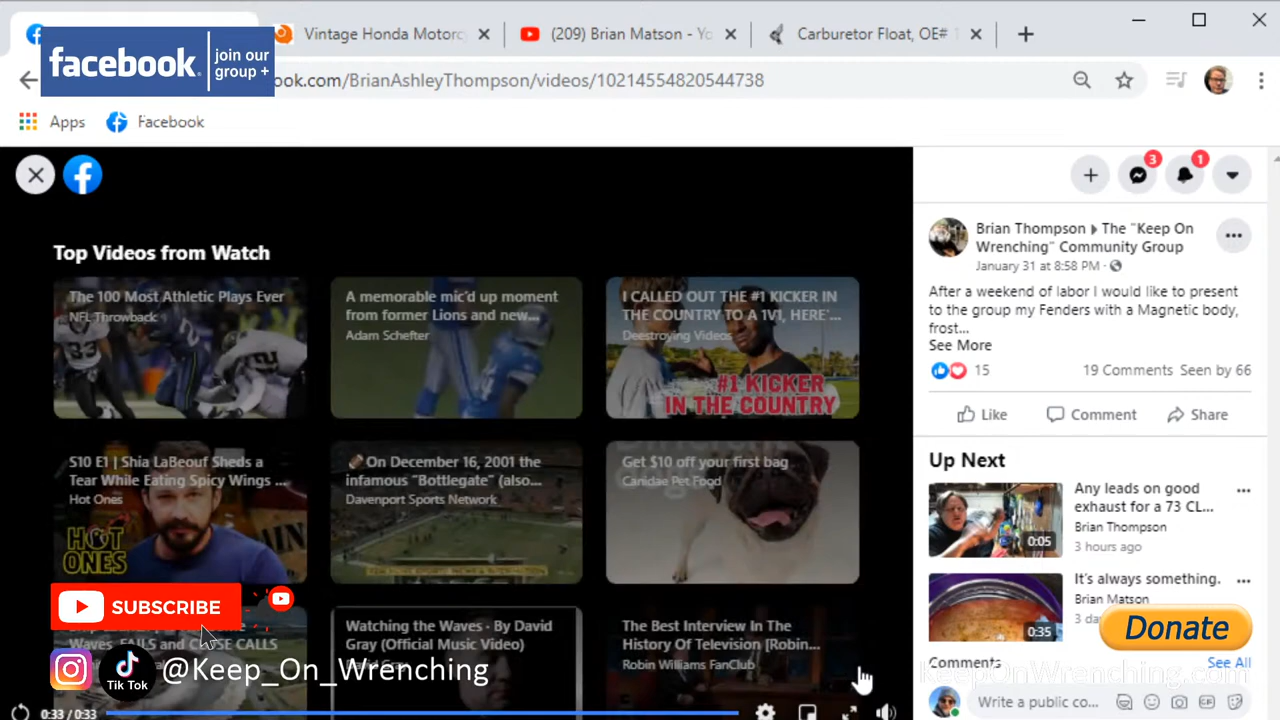 facebook. join our group +
Vintage Honda Motorc
(209) Brian Matson - Yo
Carburetor Float, OE# 1
ook.com/BrianAshleyThompson/videos/10214554820544738
Apps
Facebook
3
1
Top Videos from Watch
The 100 Most Athletic Plays Ever
NFL Throwback
A memorable mic'd up moment
from former Lions and new...
Adam Schefter
I CALLED OUT THE #1 KICKER IN
THE COUNTRY TO A 1V1, HERE'...
Deestroying Videos
#1 KICKER
IN THE COUNTRY
S10 E1 | Shia LaBeouf Sheds a
Tear While Eating Spicy Wings ...
Hot Ones
HOT
ONES
🏈On December 16, 2001 the
infamous "Bottlegate" (also...
Davenport Sports Network
Get $10 off your first bag
Canidae Pet Food
SUBSCRIBE
Waves, FAILS and CLOSE CALLS
Watching the Waves - By David
Gray (Official Music Video)
David Gray
The Best Interview In The
History Of Television [Robin...
Robin Williams FanClub
Tik Tok
@Keep_On_Wrenching
0:33 / 0:33
Brian Thompson ▸ The "Keep On
Wrenching" Community Group
January 31 at 8:58 PM ·
After a weekend of labor I would like to present
to the group my Fenders with a Magnetic body,
frost...
See More
15
19 Comments Seen by 66
Like
Comment
Share
Up Next
Any leads on good
exhaust for a 73 CL...
Brian Thompson
3 hours ago
0:05
It's always something.
Brian Matson
0:35
Donate
Comments
See All
KeepOnWrenching.com
Write a public co...
GIF